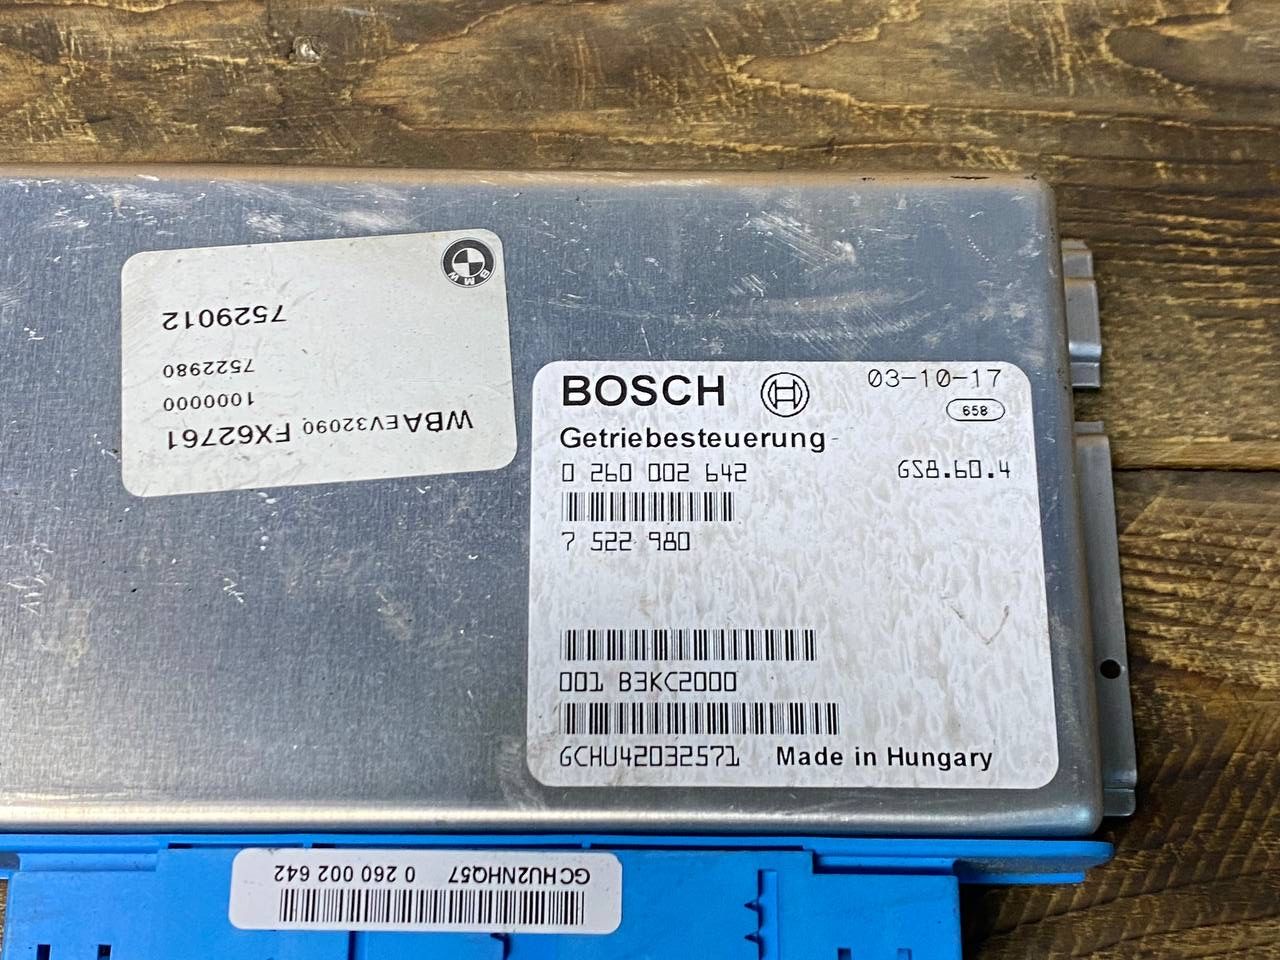 BMW
7529012
7522980
1000000
WBAEV32090 FX62761
BOSCH
03-10-17
658
Getriebesteuerung
0 260 002 642
GS8.60.4
7 522 980
001 B3KC2000
GCHU42032571
Made in Hungary
GCHU2NHQ57 0 260 002 642